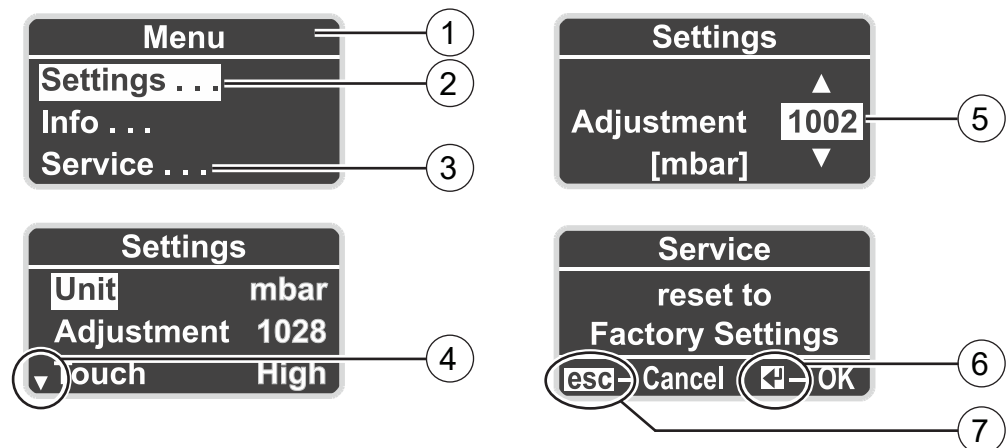 Menu
Settings . . .
Info . . .
Service . . .
1
2
3
Settings
▲
Adjustment 1002
[mbar] ▼
5
Settings
Unit mbar
Adjustment 1028
▼ Touch High
4
Service
reset to
Factory Settings
esc – Cancel ↵ – OK
6
7